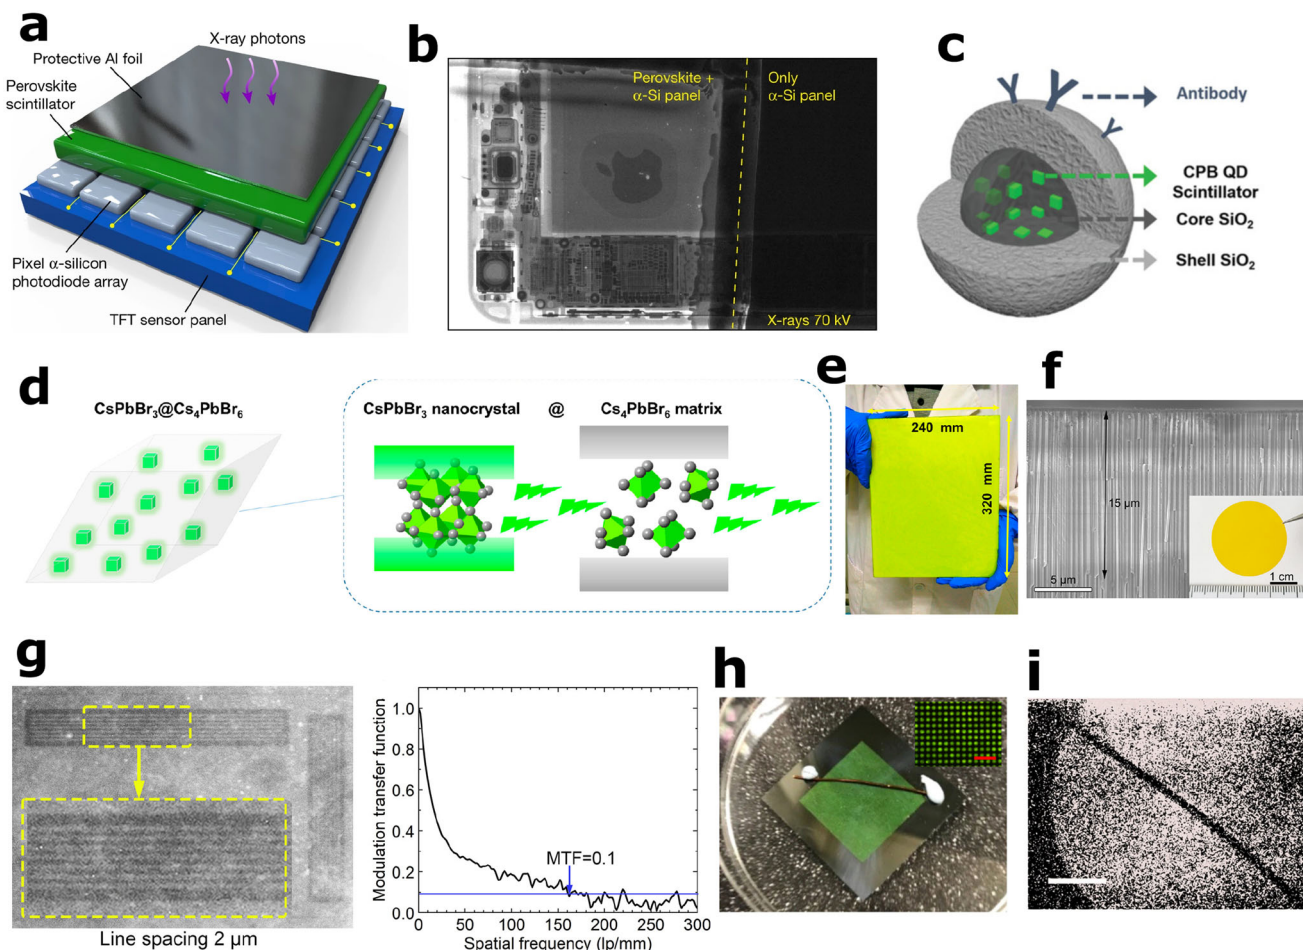 a
X-ray photons
Protective Al foil
Perovskite
scintillator
Pixel α-silicon
photodiode array
TFT sensor panel
b
Perovskite +
α-Si panel
Only
α-Si panel
X-rays 70 kV
c
Antibody
CPB QD
Scintillator
Core SiO₂
Shell SiO₂
d
CsPbBr₃@Cs₄PbBr₆
CsPbBr₃ nanocrystal @ Cs₄PbBr₆ matrix
e
240 mm
320 mm
f
15 μm
5 μm
1 cm
g
Line spacing 2 μm
Modulation transfer function
1.0
0.8
0.6
0.4
0.2
0.0
MTF=0.1
0 50 100 150 200 250 300
Spatial frequency (lp/mm)
h
i